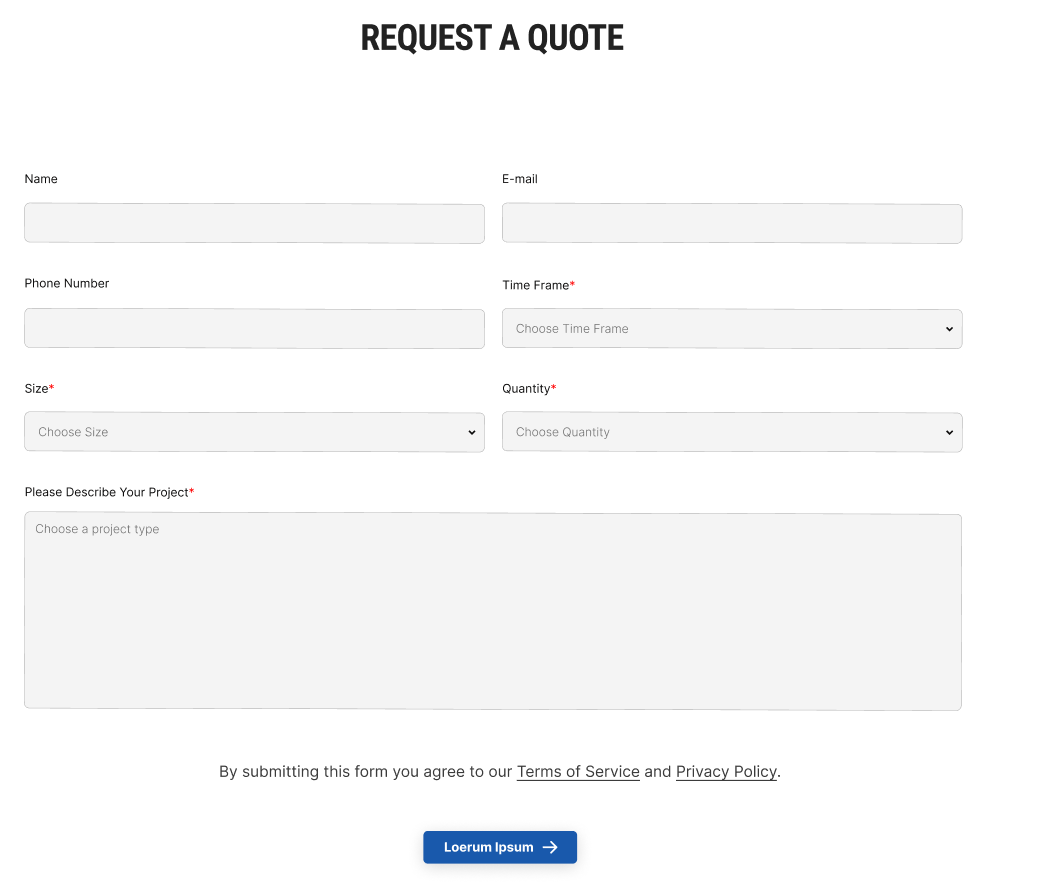 REQUEST A QUOTE
Name
E-mail
Phone Number
Time Frame*
Choose Time Frame
Size*
Quantity*
Choose Size
Choose Quantity
Please Describe Your Project*
Choose a project type
By submitting this form you agree to our Terms of Service and Privacy Policy.
Loerum Ipsum